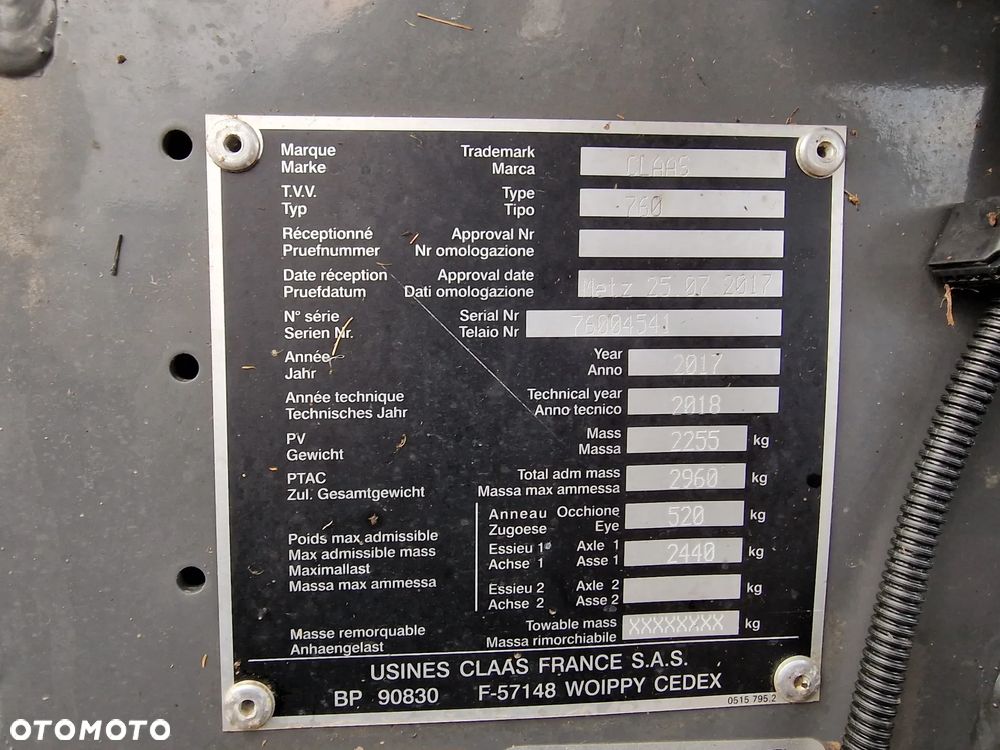 Marque Trademark CLAAS
Marke Marca
T.V.V. Type 760
Typ Tipo
Réceptionné Approval Nr
Pruefnummer Nr omologazione
Date réception Approval date Metz 25 07 2017
Pruefdatum Dati omologazione
N° série Serial Nr 76004541
Serien Nr. Telaio Nr
Année Year 2017
Jahr Anno
Année technique Technical year 2018
Technisches Jahr Anno tecnico
PV Mass 2255 kg
Gewicht Massa
PTAC Total adm mass 2960 kg
Zul. Gesamtgewicht Massa max ammessa
Anneau Occhione 520 kg
Zugoese Eye
Poids max admissible
Max admissible mass
Maximallast
Massa max ammessa
Essieu 1 Axle 1 2440 kg
Achse 1 Asse 1
Essieu 2 Axle 2 kg
Achse 2 Asse 2
Masse remorquable Towable mass XXXXXXXX kg
Anhaengelast Massa rimorchiabile
USINES CLAAS FRANCE S.A.S.
BP 90830 F-57148 WOIPPY CEDEX
0515 795.2
OTOMOTO
OTOMOTO